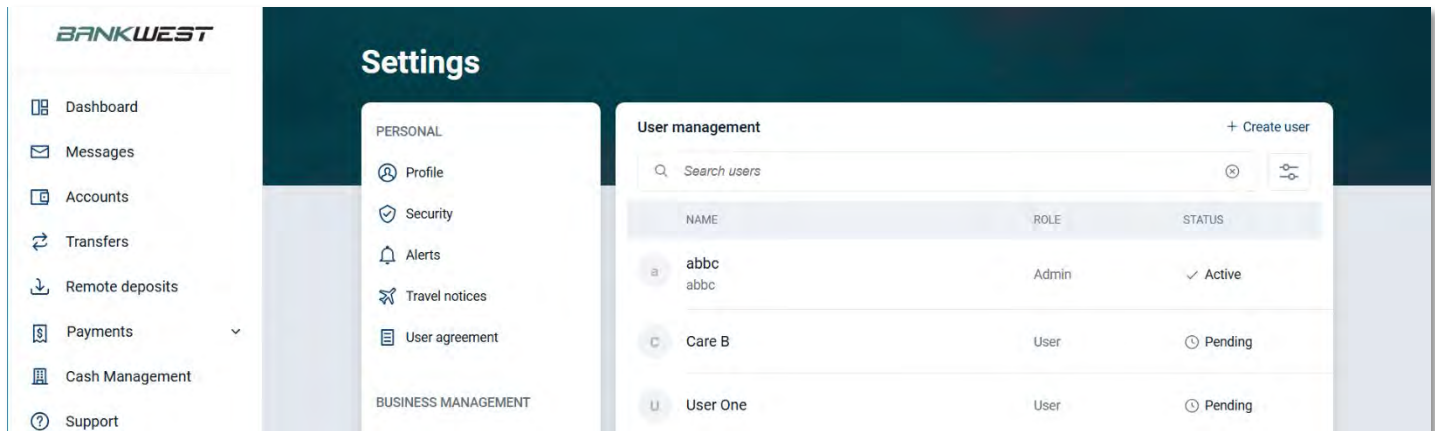 BANKWEST
Dashboard
Messages
Accounts
Transfers
Remote deposits
Payments
Cash Management
Support
Settings
PERSONAL
Profile
Security
Alerts
Travel notices
User agreement
BUSINESS MANAGEMENT
User management
+ Create user
Search users
NAME ROLE STATUS
a abbc Admin Active
abbc
C Care B User Pending
U User One User Pending